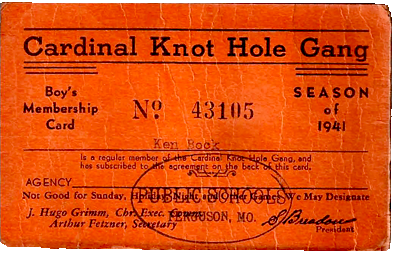 Cardinal Knot Hole Gang
Boy's
Membership
Card
No. 43105
SEASON
of
1941
Ken Bock
Is a regular member of the Cardinal Knot Hole Gang, and
has subscribed to the agreement on the back of this card.
AGENCY
PUBLIC SCHOOLS
FERGUSON, MO.
Not Good for Sunday, Holiday, Night and Other Games We May Designate
J. Hugo Grimm, Chr. Exec. Comm.
Arthur Fetzner, Secretary
S. Breadon
President